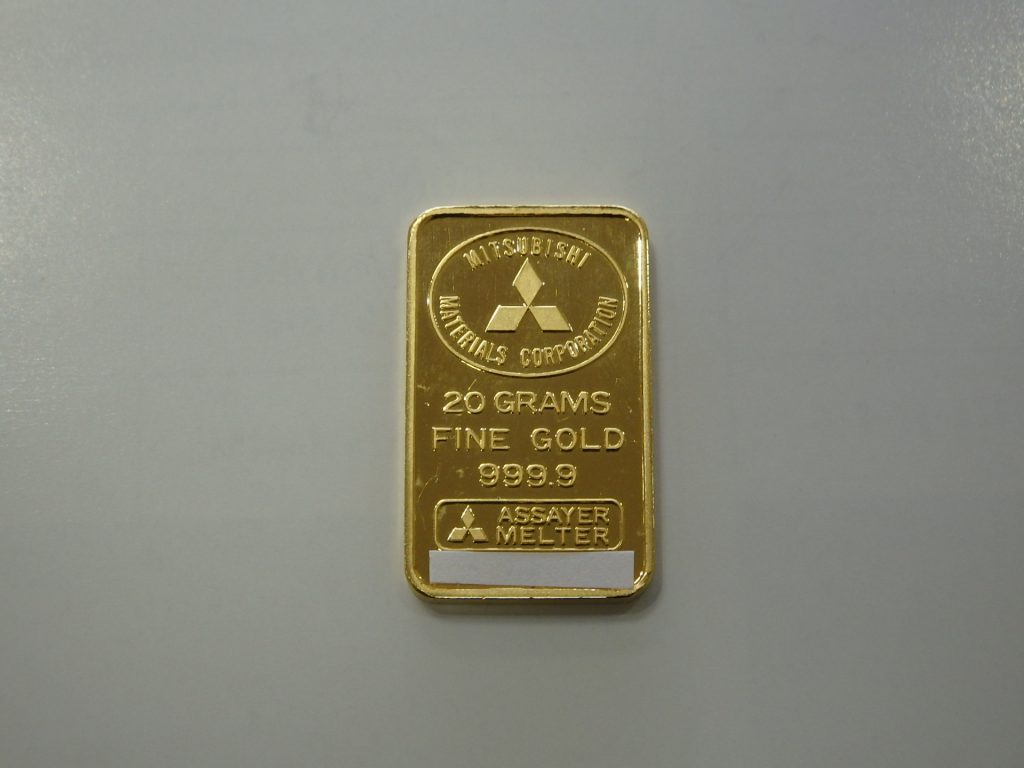 MITSUBISHI
MATERIALS CORPORATION
20 GRAMS
FINE GOLD
999.9
ASSAYER
MELTER